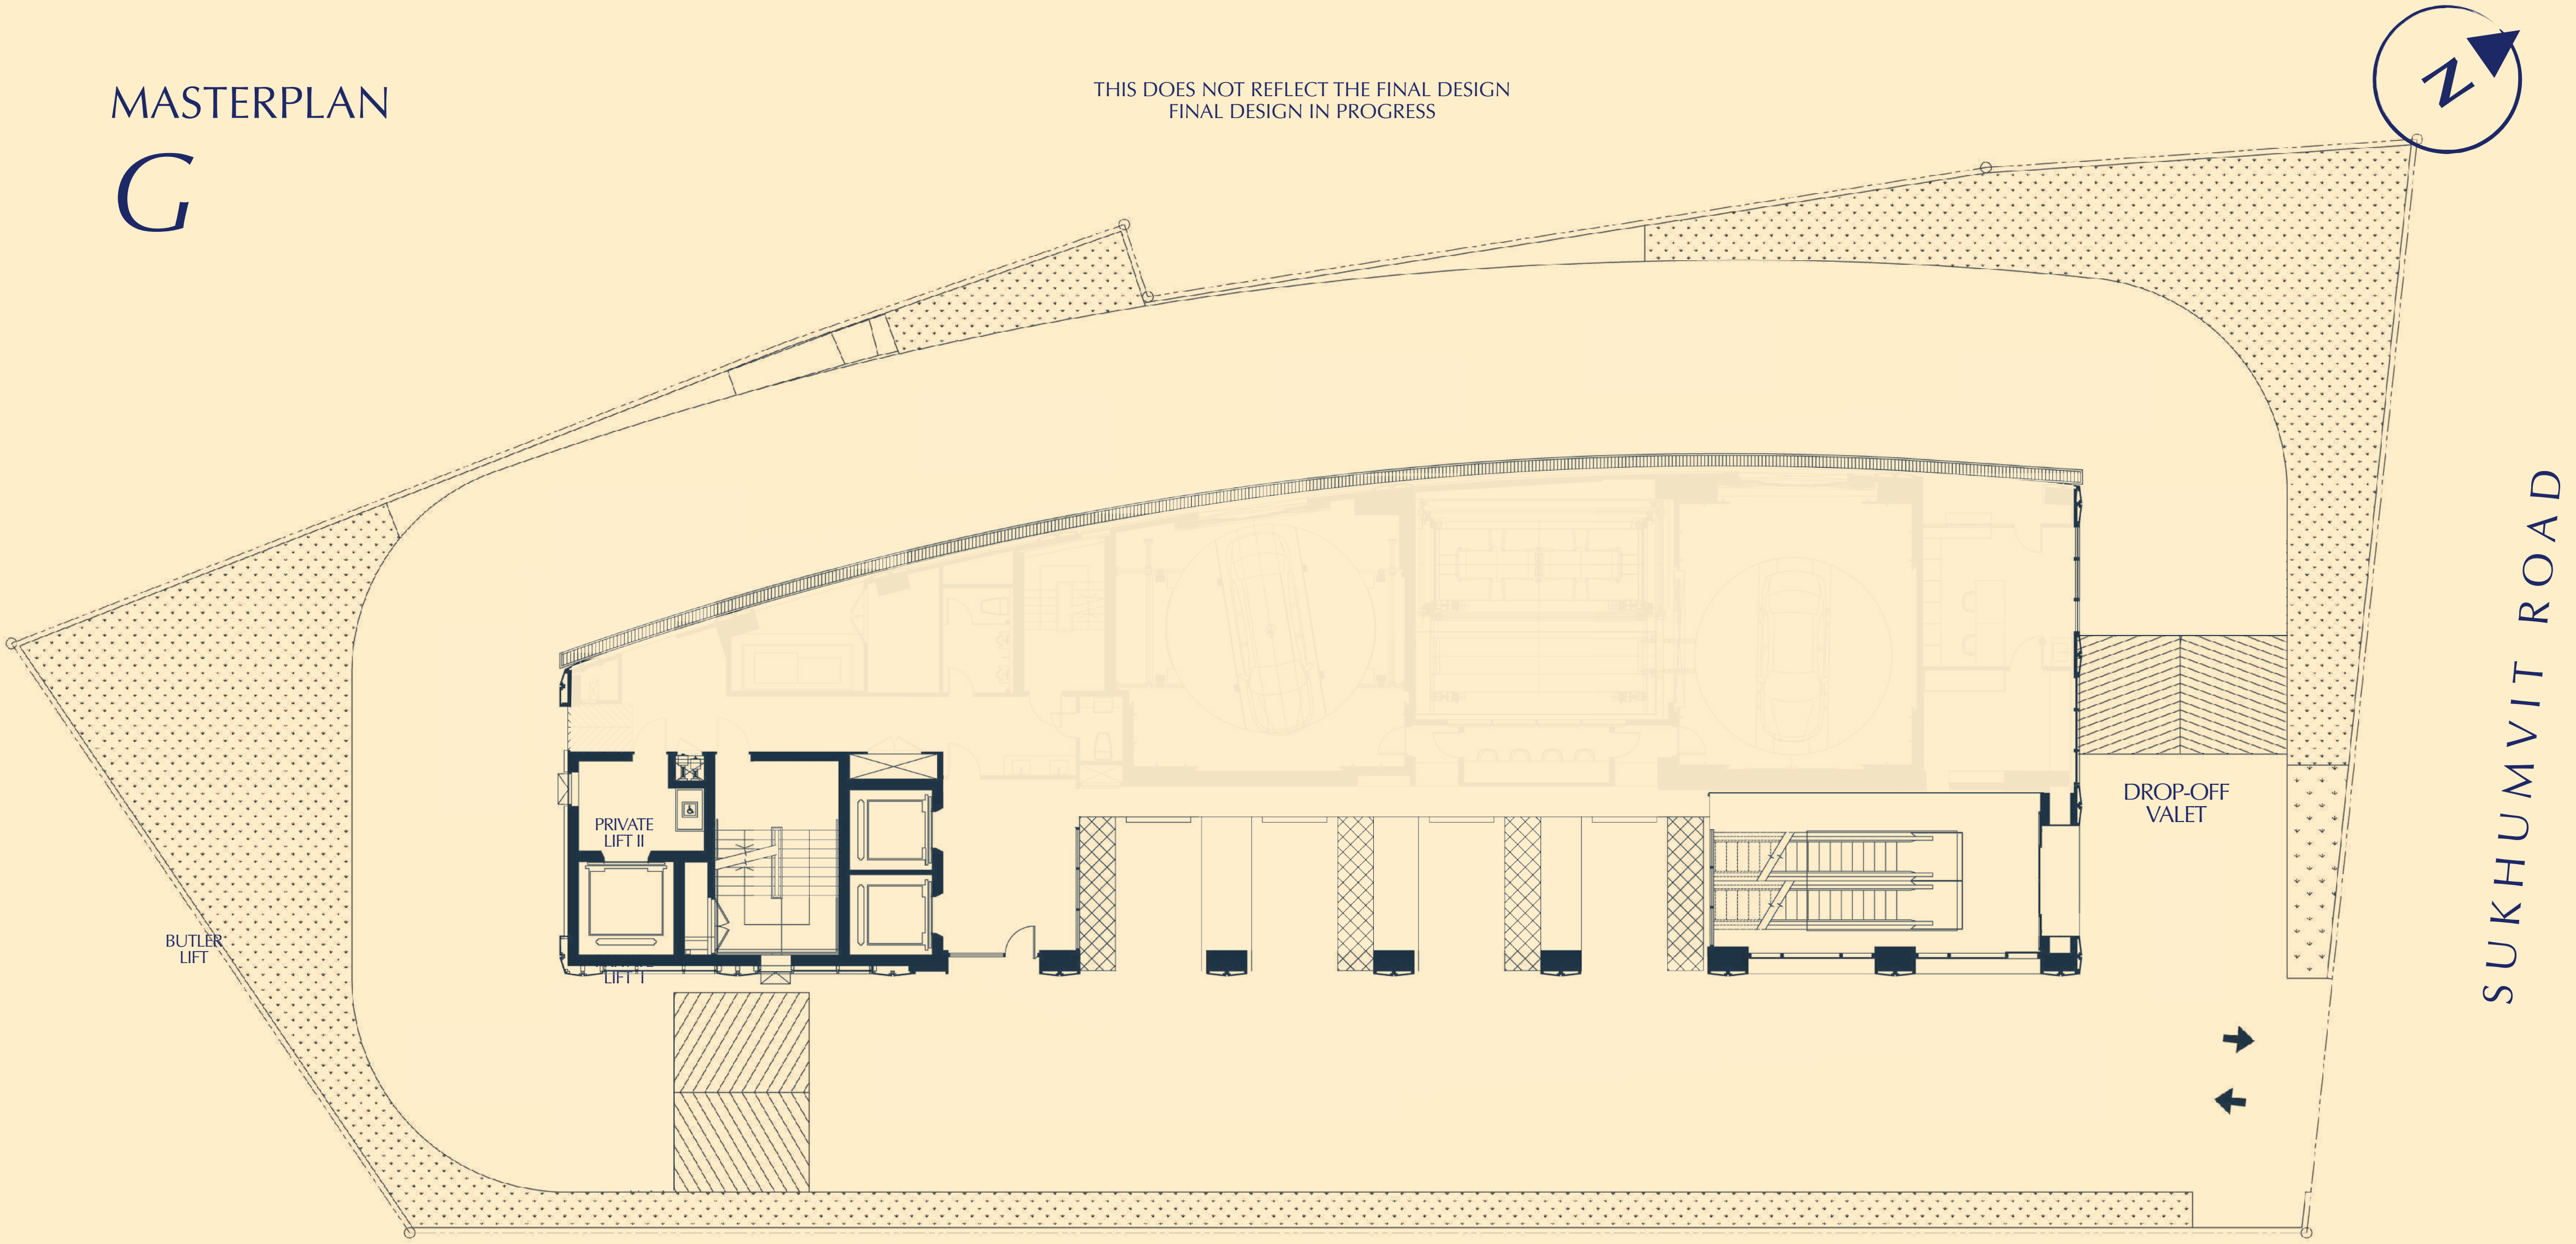 MASTERPLAN
G
THIS DOES NOT REFLECT THE FINAL DESIGN
FINAL DESIGN IN PROGRESS
N
SUKHUMVIT ROAD
DROP-OFF
VALET
PRIVATE
LIFT II
BUTLER
LIFT
LIFT I